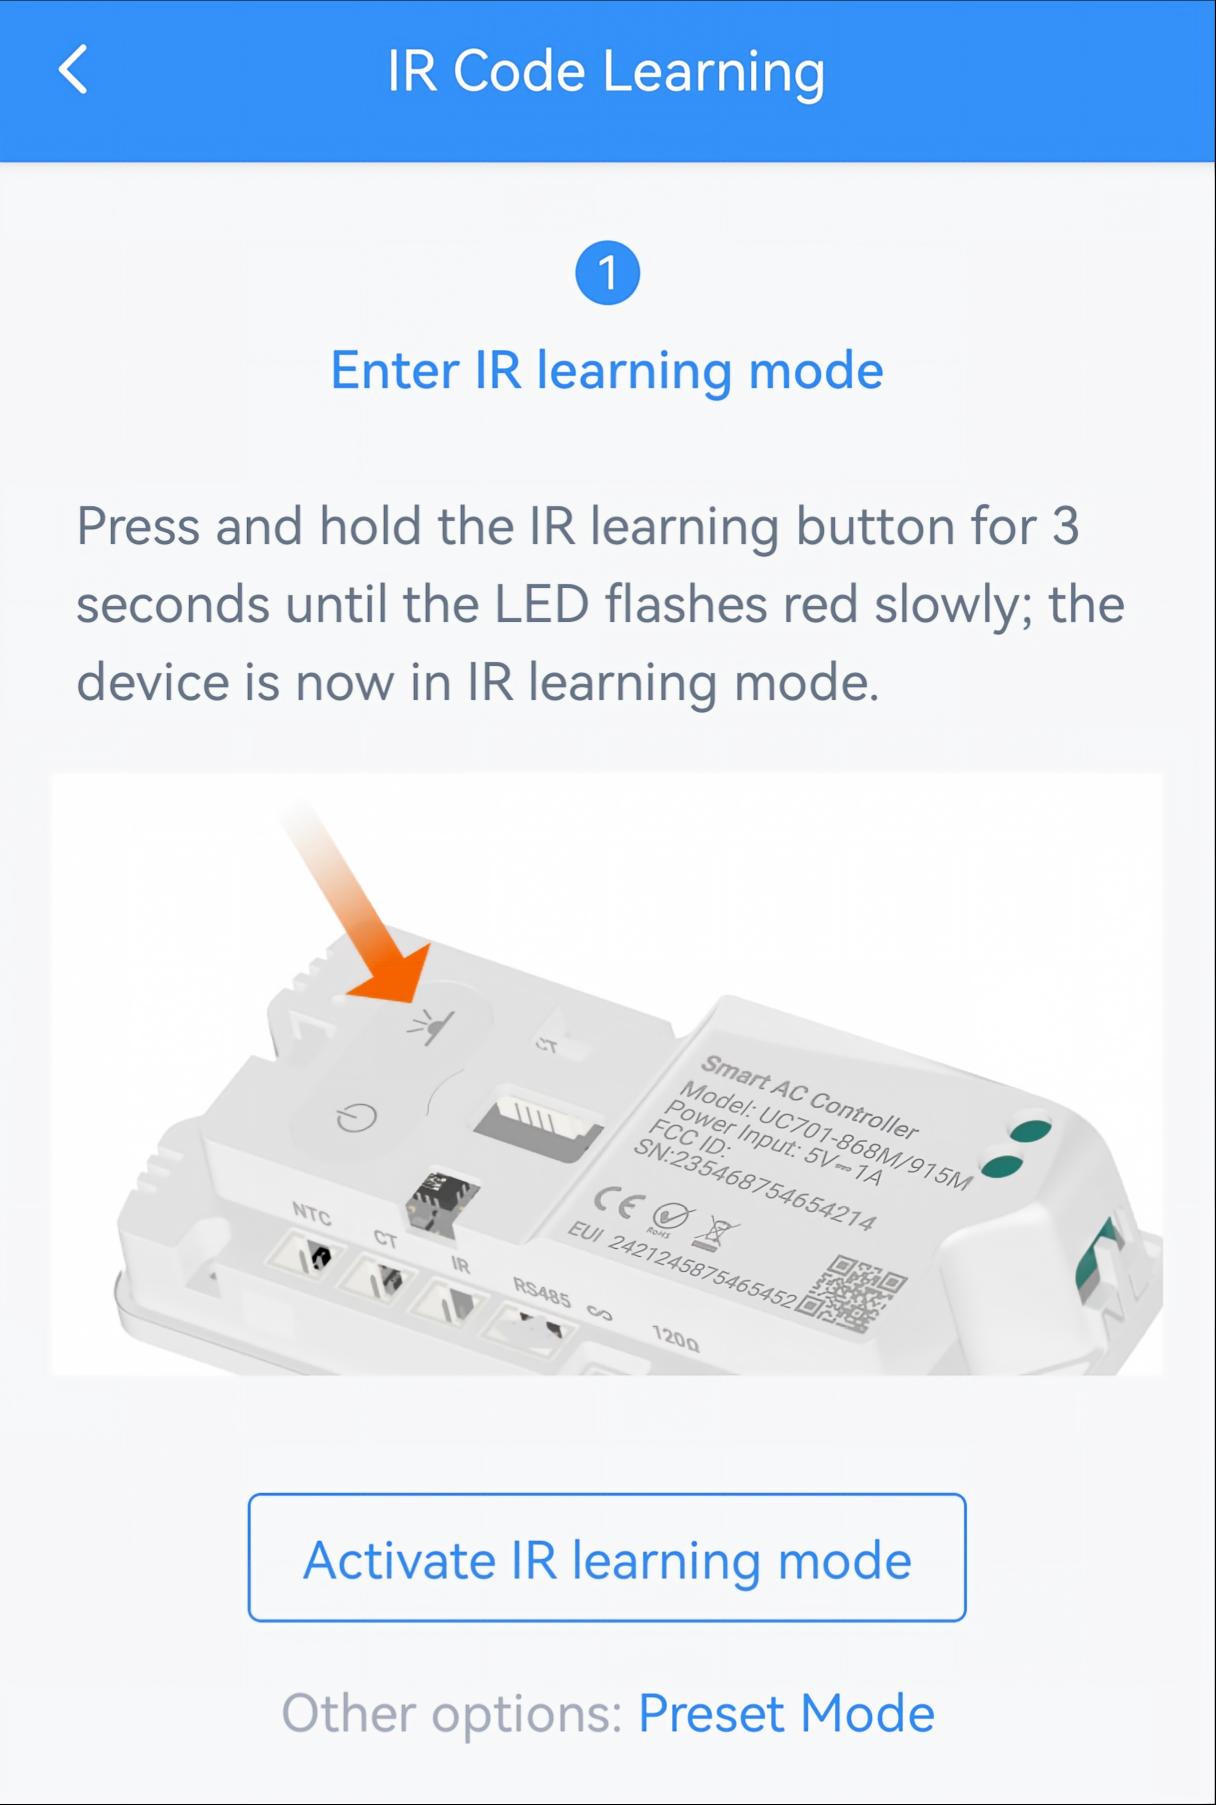 IR Code Learning
1
Enter IR learning mode
Press and hold the IR learning button for 3
seconds until the LED flashes red slowly; the
device is now in IR learning mode.
CT
Smart AC Controller
Model: UC701-868M/915M
Power Input: 5V⎓1A
FCC ID:
SN:235468754654214
CE
RoHS
EUI 2421245875465452
NTC
CT
IR
RS485
120Ω
Activate IR learning mode
Other options: Preset Mode